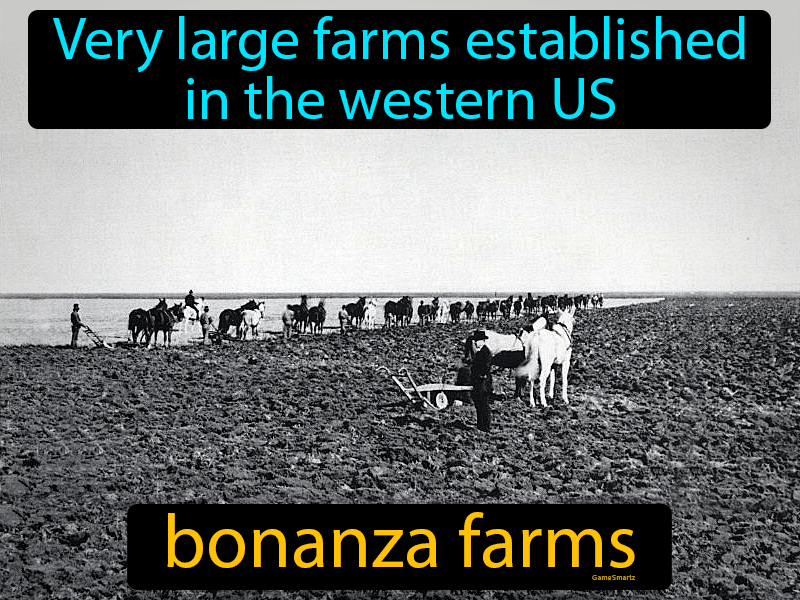 Very large farms established
in the western US
bonanza farms
GameSmartz